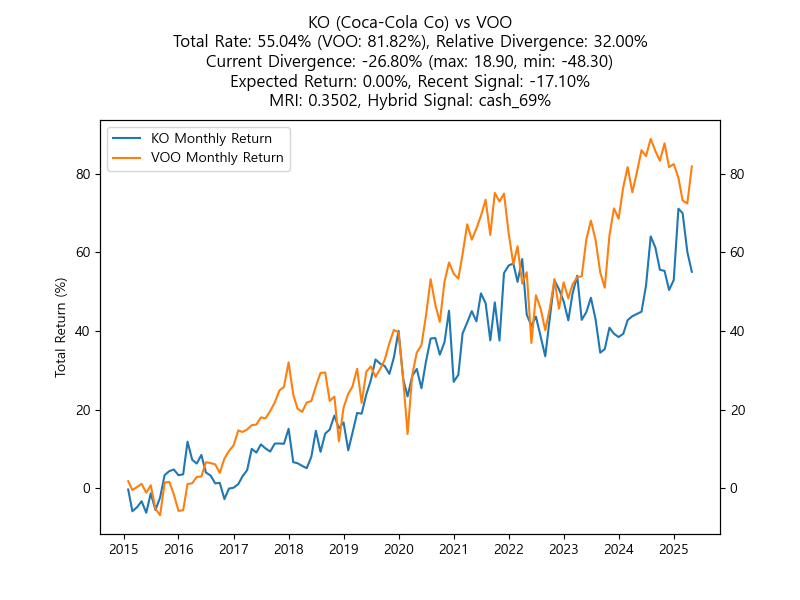 KO (Coca-Cola Co) vs VOO
Total Rate: 55.04% (VOO: 81.82%), Relative Divergence: 32.00%
Current Divergence: -26.80% (max: 18.90, min: -48.30)
Expected Return: 0.00%, Recent Signal: -17.10%
MRI: 0.3502, Hybrid Signal: cash_69%
KO Monthly Return
VOO Monthly Return
Total Return (%)
80
60
40
20
0
80
60
40
20
0
2015 2016 2017 2018 2019 2020 2021 2022 2023 2024 2025